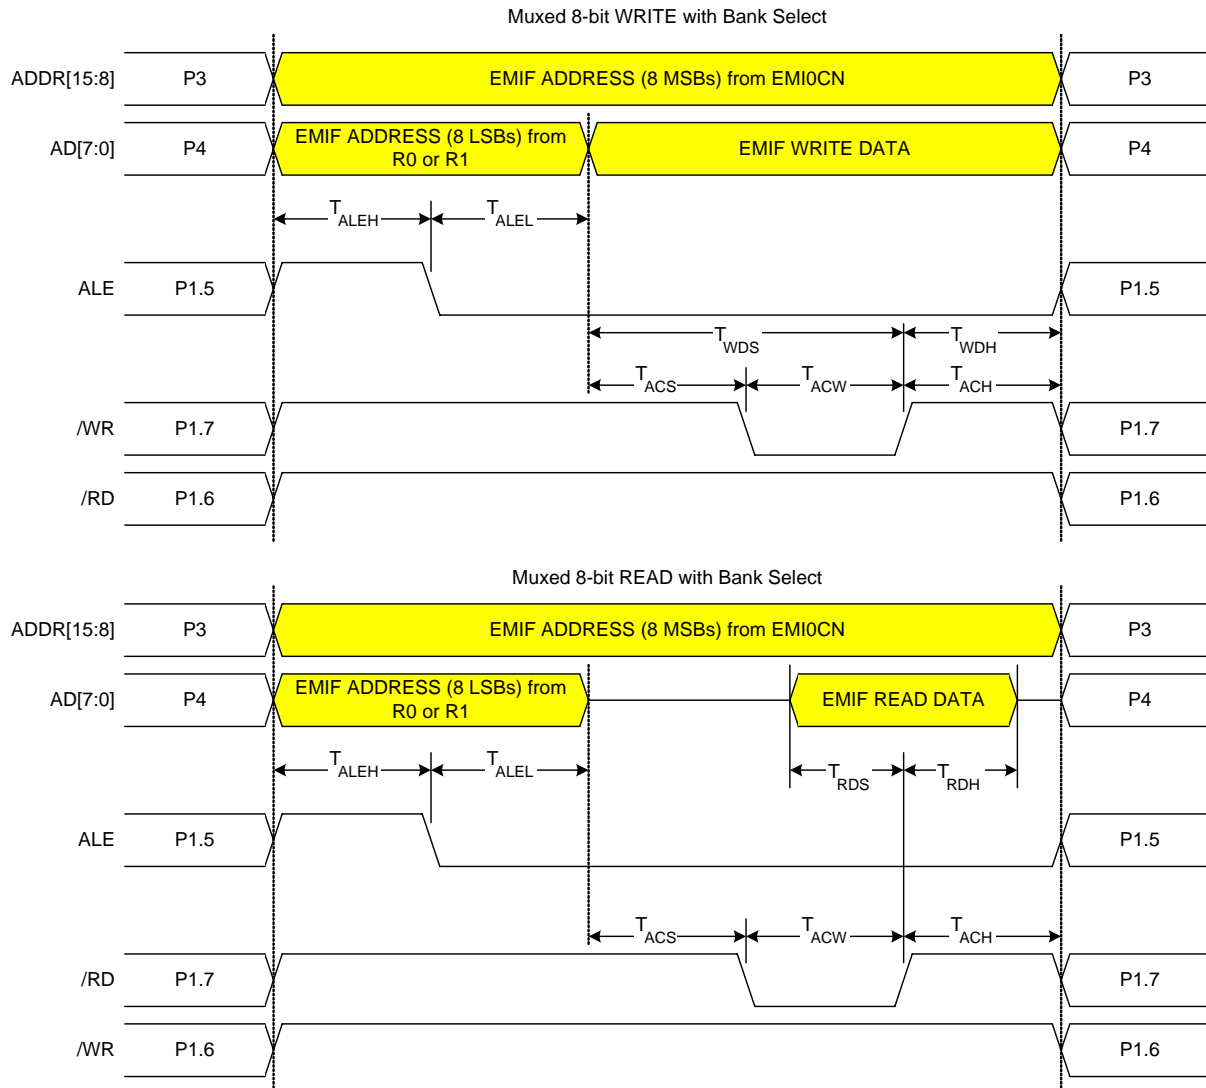 Muxed 8-bit WRITE with Bank Select
ADDR[15:8] P3 EMIF ADDRESS (8 MSBs) from EMI0CN P3
AD[7:0] P4 EMIF ADDRESS (8 LSBs) from
R0 or R1 EMIF WRITE DATA P4
TALEH TALEL
ALE P1.5 P1.5
TWDS TWDH
TACS TACW TACH
/WR P1.7 P1.7
/RD P1.6 P1.6
Muxed 8-bit READ with Bank Select
ADDR[15:8] P3 EMIF ADDRESS (8 MSBs) from EMI0CN P3
AD[7:0] P4 EMIF ADDRESS (8 LSBs) from
R0 or R1 EMIF READ DATA P4
TALEH TALEL TRDS TRDH
ALE P1.5 P1.5
TACS TACW TACH
/RD P1.7 P1.7
/WR P1.6 P1.6